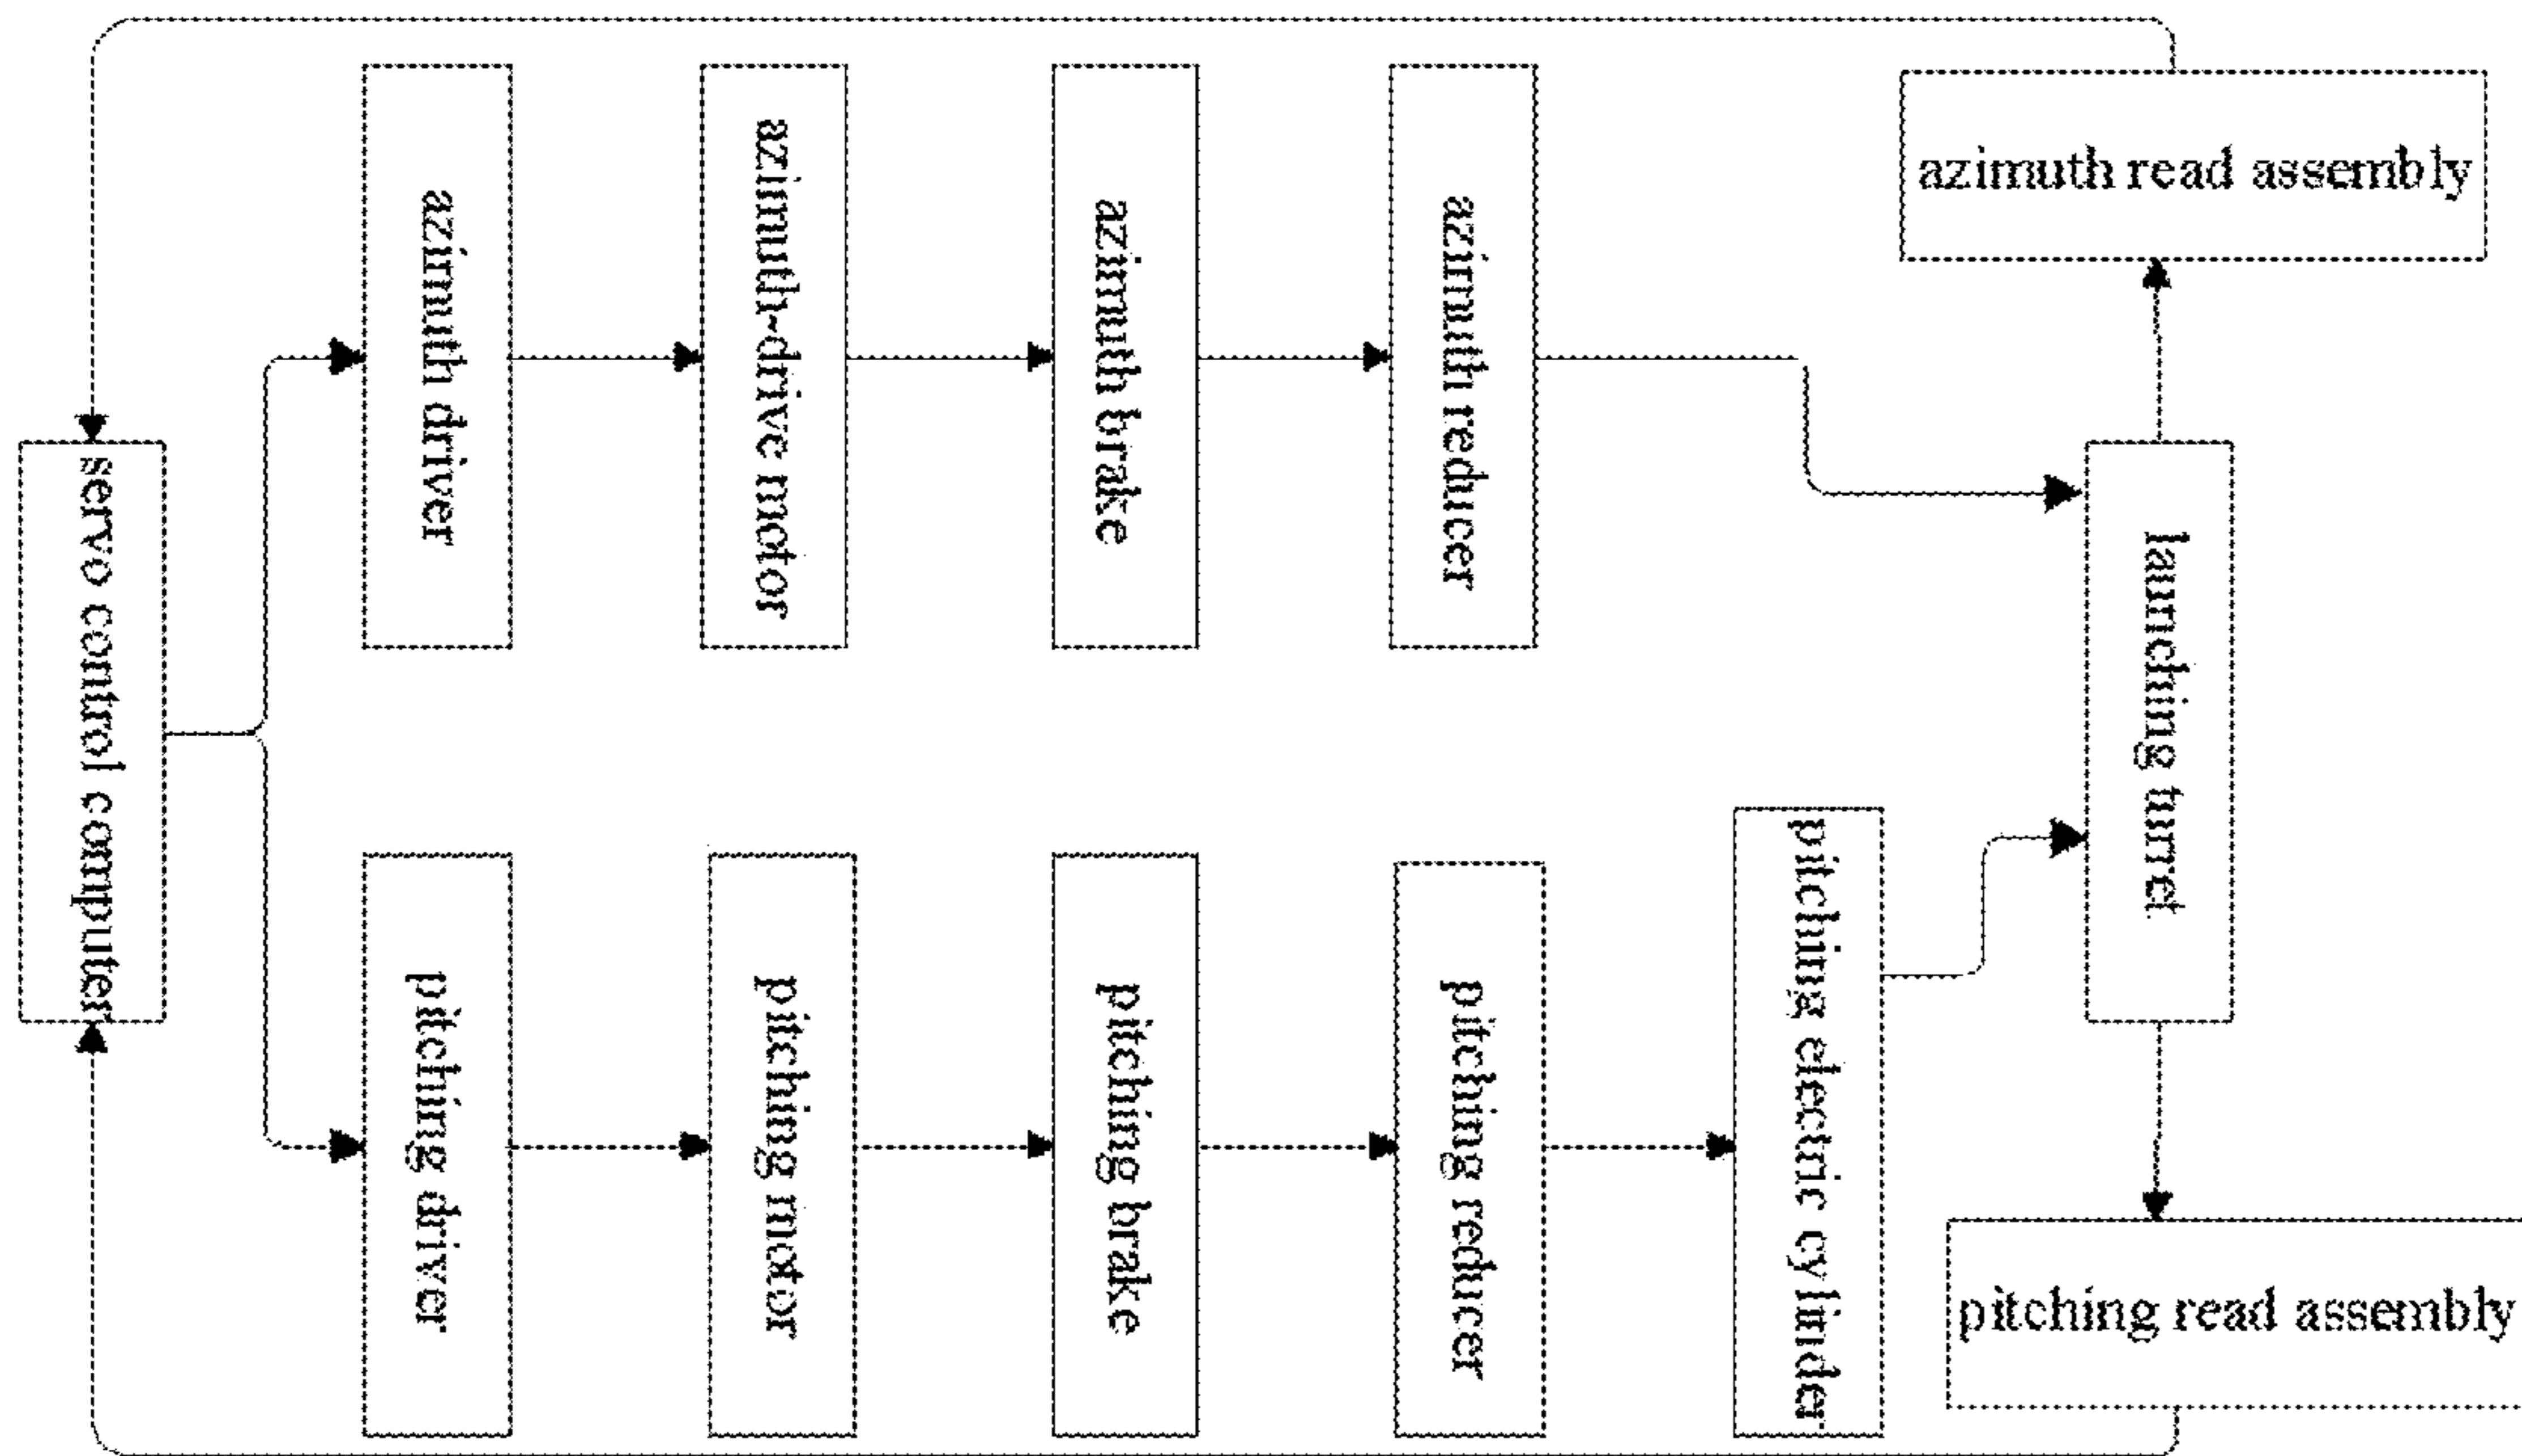 servo control computer
azimuth driver
azimuth-drive motor
azimuth brake
azimuth reducer
azimuth read assembly
launching turret
pitching driver
pitching motor
pitching brake
pitching reducer
pitching electric cylinder
pitching read assembly